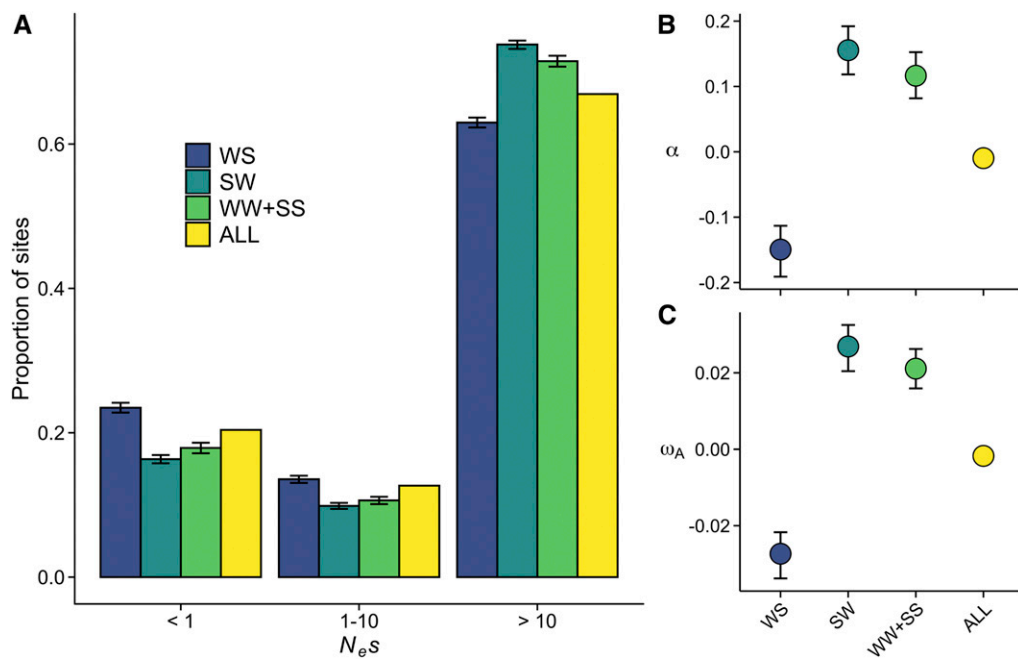 A
Proportion of sites
0.6
0.4
0.2
0.0
WS
SW
WW+SS
ALL
< 1
1-10
> 10
Nₑs
B
α
0.2
0.1
0.0
-0.1
-0.2
C
ω_A
0.02
0.00
-0.02
WS
SW
WW+SS
ALL